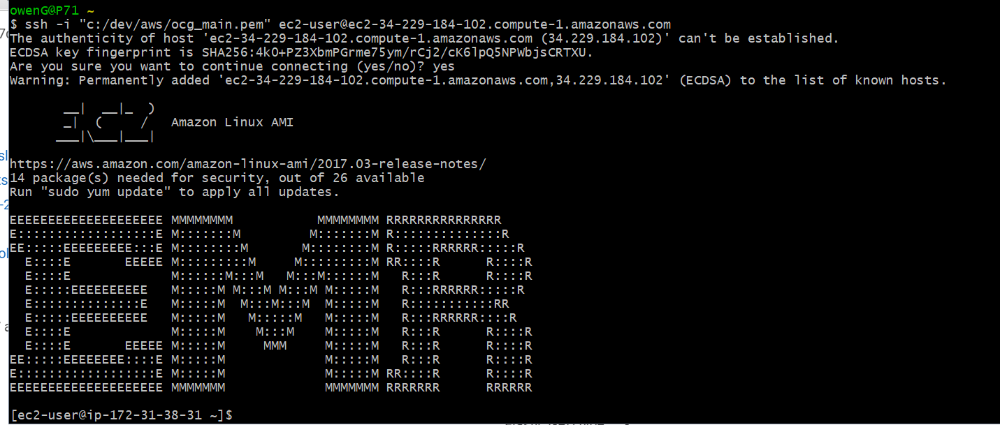 owenG@P71 ~
$ ssh -i "c:/dev/aws/ocg_main.pem" ec2-user@ec2-34-229-184-102.compute-1.amazonaws.com
The authenticity of host 'ec2-34-229-184-102.compute-1.amazonaws.com (34.229.184.102)' can't be established.
ECDSA key fingerprint is SHA256:4k0+PZ3XbmPGrme75ym/rCj2/cK6lpQ5NPWbjsCRTXU.
Are you sure you want to continue connecting (yes/no)? yes
Warning: Permanently added 'ec2-34-229-184-102.compute-1.amazonaws.com,34.229.184.102' (ECDSA) to the list of known hosts.

       __|  __|_  )
       _|  (     /   Amazon Linux AMI
      ___|\___|___|

https://aws.amazon.com/amazon-linux-ami/2017.03-release-notes/
14 package(s) needed for security, out of 26 available
Run "sudo yum update" to apply all updates.

EEEEEEEEEEEEEEEEEEEE MMMMMMMM           MMMMMMMM RRRRRRRRRRRRRRR
E::::::::::::::::::E M:::::::M         M:::::::M R::::::::::::::R
EE:::::EEEEEEEEE:::E M::::::::M       M::::::::M R:::::RRRRRR:::::R
  E::::E       EEEEE M:::::::::M     M:::::::::M RR::::R      R::::R
  E::::E             M::::::M:::M   M:::M::::::M   R:::R      R::::R
  E:::::EEEEEEEEEE   M:::::M M:::M M:::M M:::::M   R:::RRRRRR:::::R
  E::::::::::::::E   M:::::M  M:::M:::M  M:::::M   R:::::::::::RR
  E:::::EEEEEEEEEE   M:::::M   M:::::M   M:::::M   R:::RRRRRR::::R
  E::::E             M:::::M    M:::M    M:::::M   R:::R      R::::R
  E::::E       EEEEE M:::::M     MMM     M:::::M   R:::R      R::::R
EE:::::EEEEEEEE::::E M:::::M             M:::::M   R:::R      R::::R
E::::::::::::::::::E M:::::M             M:::::M RR::::R      R::::R
EEEEEEEEEEEEEEEEEEEE MMMMMMM             MMMMMMM RRRRRRR      RRRRRR

[ec2-user@ip-172-31-38-31 ~]$